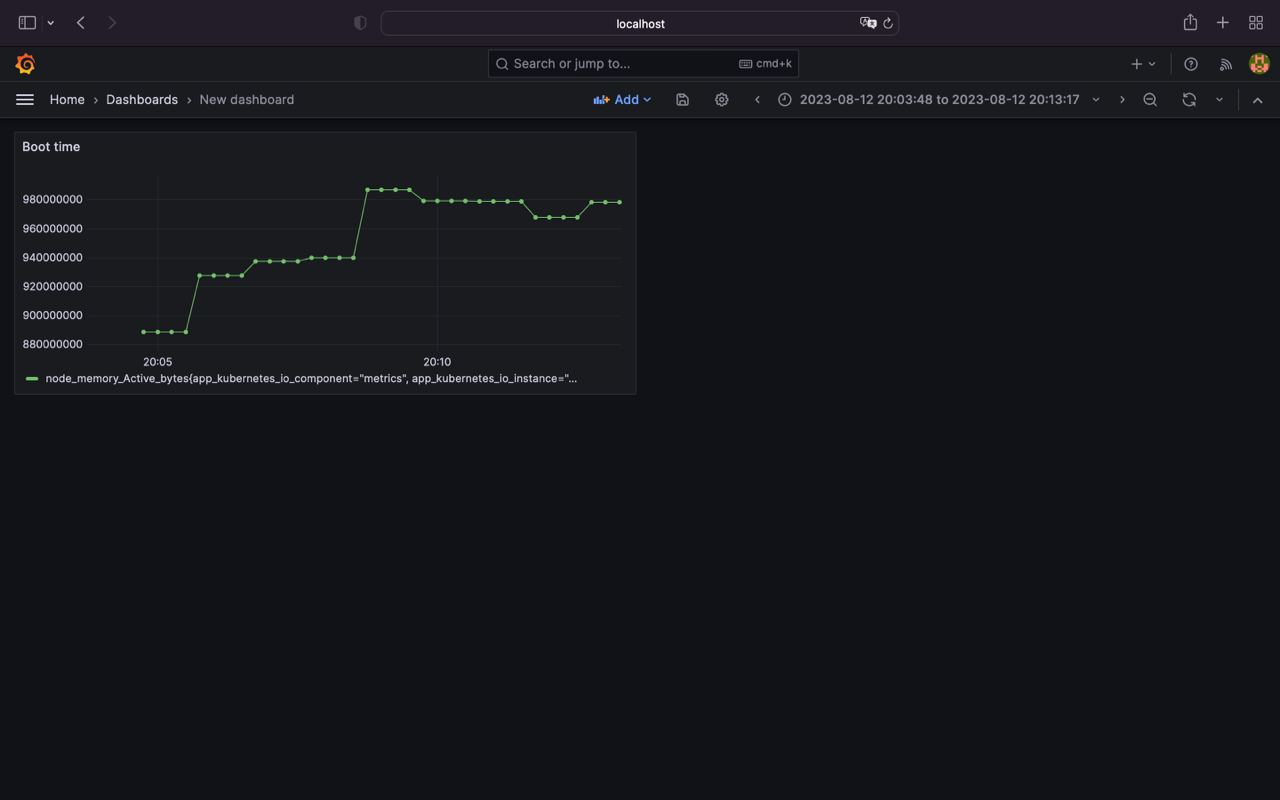 localhost
Search or jump to... cmd+k
Home › Dashboards › New dashboard Add 2023-08-12 20:03:48 to 2023-08-12 20:13:17
Boot time
980000000
960000000
940000000
920000000
900000000
880000000
20:05 20:10
node_memory_Active_bytes{app_kubernetes_io_component="metrics", app_kubernetes_io_instance="...